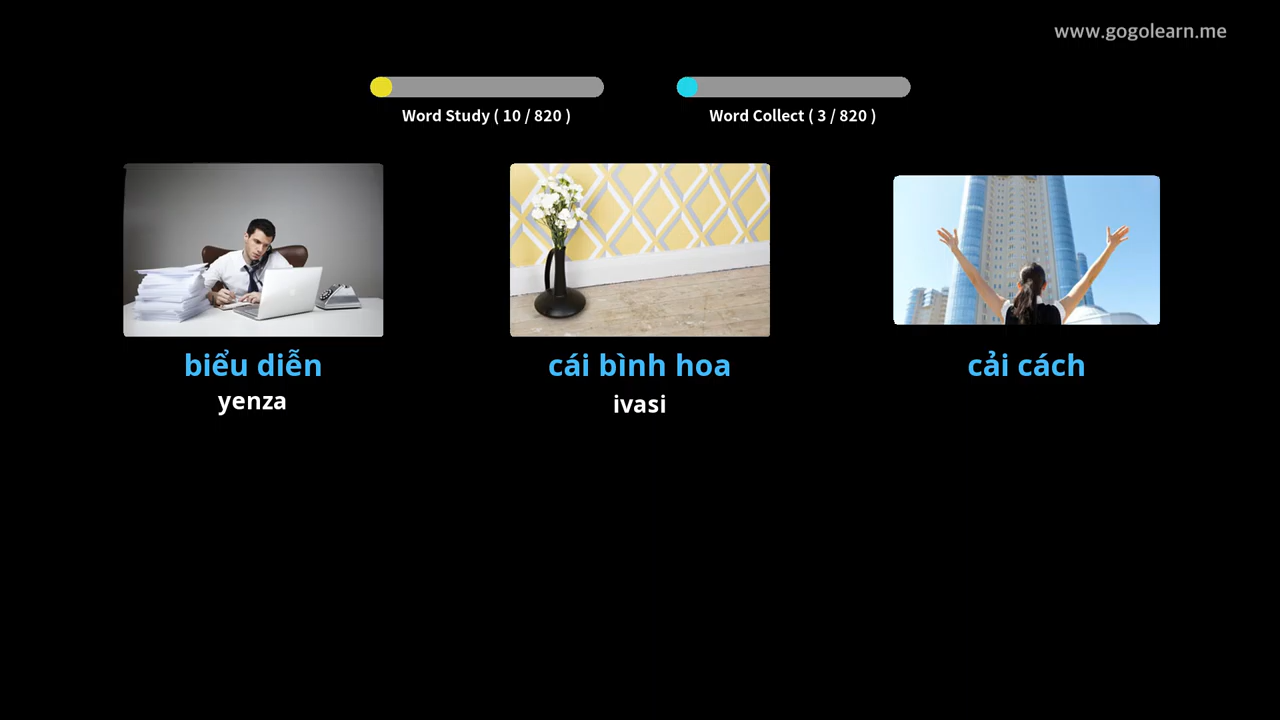 www.gogolearn.me
Word Study ( 10 / 820 )
Word Collect ( 3 / 820 )
biểu diễn
yenza
cái bình hoa
ivasi
cải cách